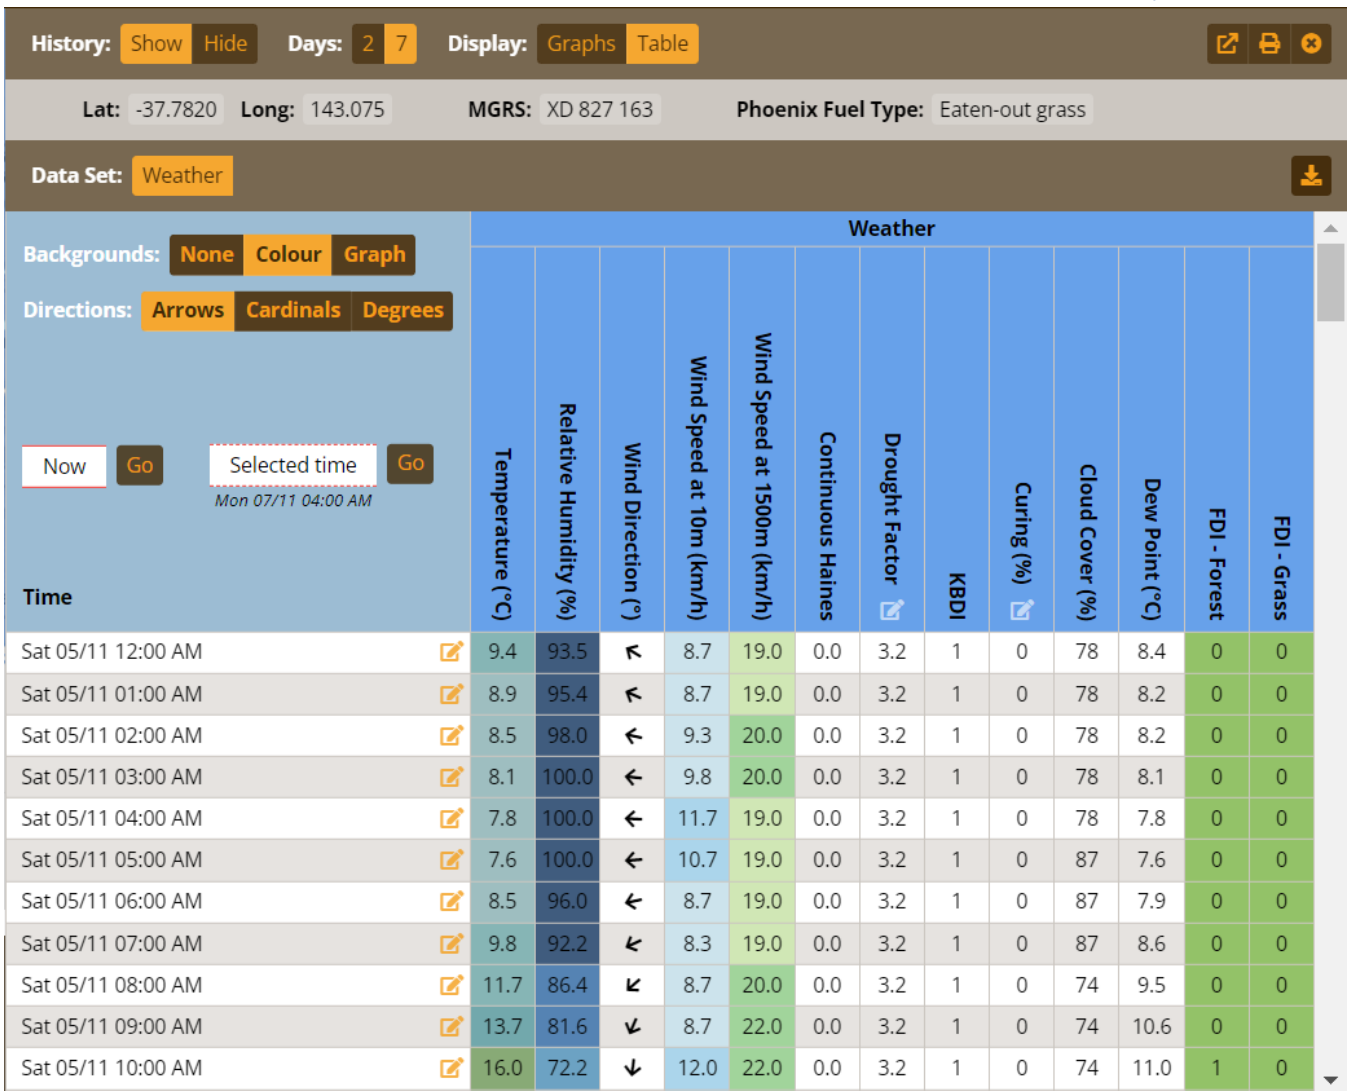 History: Show Hide Days: 2 7 Display: Graphs Table
Lat: -37.7820 Long: 143.075 MGRS: XD 827 163 Phoenix Fuel Type: Eaten-out grass
Data Set: Weather
Weather
Backgrounds: None Colour Graph
Directions: Arrows Cardinals Degrees
Now Go Selected time Go
Mon 07/11 04:00 AM
Time
Temperature (°C)
Relative Humidity (%)
Wind Direction (°)
Wind Speed at 10m (km/h)
Wind Speed at 1500m (km/h)
Continuous Haines
Drought Factor
KBDI
Curing (%)
Cloud Cover (%)
Dew Point (°C)
FDI - Forest
FDI - Grass
Sat 05/11 12:00 AM 9.4 93.5 8.7 19.0 0.0 3.2 1 0 78 8.4 0 0
Sat 05/11 01:00 AM 8.9 95.4 8.7 19.0 0.0 3.2 1 0 78 8.2 0 0
Sat 05/11 02:00 AM 8.5 98.0 9.3 20.0 0.0 3.2 1 0 78 8.2 0 0
Sat 05/11 03:00 AM 8.1 100.0 9.8 20.0 0.0 3.2 1 0 78 8.1 0 0
Sat 05/11 04:00 AM 7.8 100.0 11.7 19.0 0.0 3.2 1 0 78 7.8 0 0
Sat 05/11 05:00 AM 7.6 100.0 10.7 19.0 0.0 3.2 1 0 87 7.6 0 0
Sat 05/11 06:00 AM 8.5 96.0 8.7 19.0 0.0 3.2 1 0 87 7.9 0 0
Sat 05/11 07:00 AM 9.8 92.2 8.3 19.0 0.0 3.2 1 0 87 8.6 0 0
Sat 05/11 08:00 AM 11.7 86.4 8.7 20.0 0.0 3.2 1 0 74 9.5 0 0
Sat 05/11 09:00 AM 13.7 81.6 8.7 22.0 0.0 3.2 1 0 74 10.6 0 0
Sat 05/11 10:00 AM 16.0 72.2 12.0 22.0 0.0 3.2 1 0 74 11.0 1 0